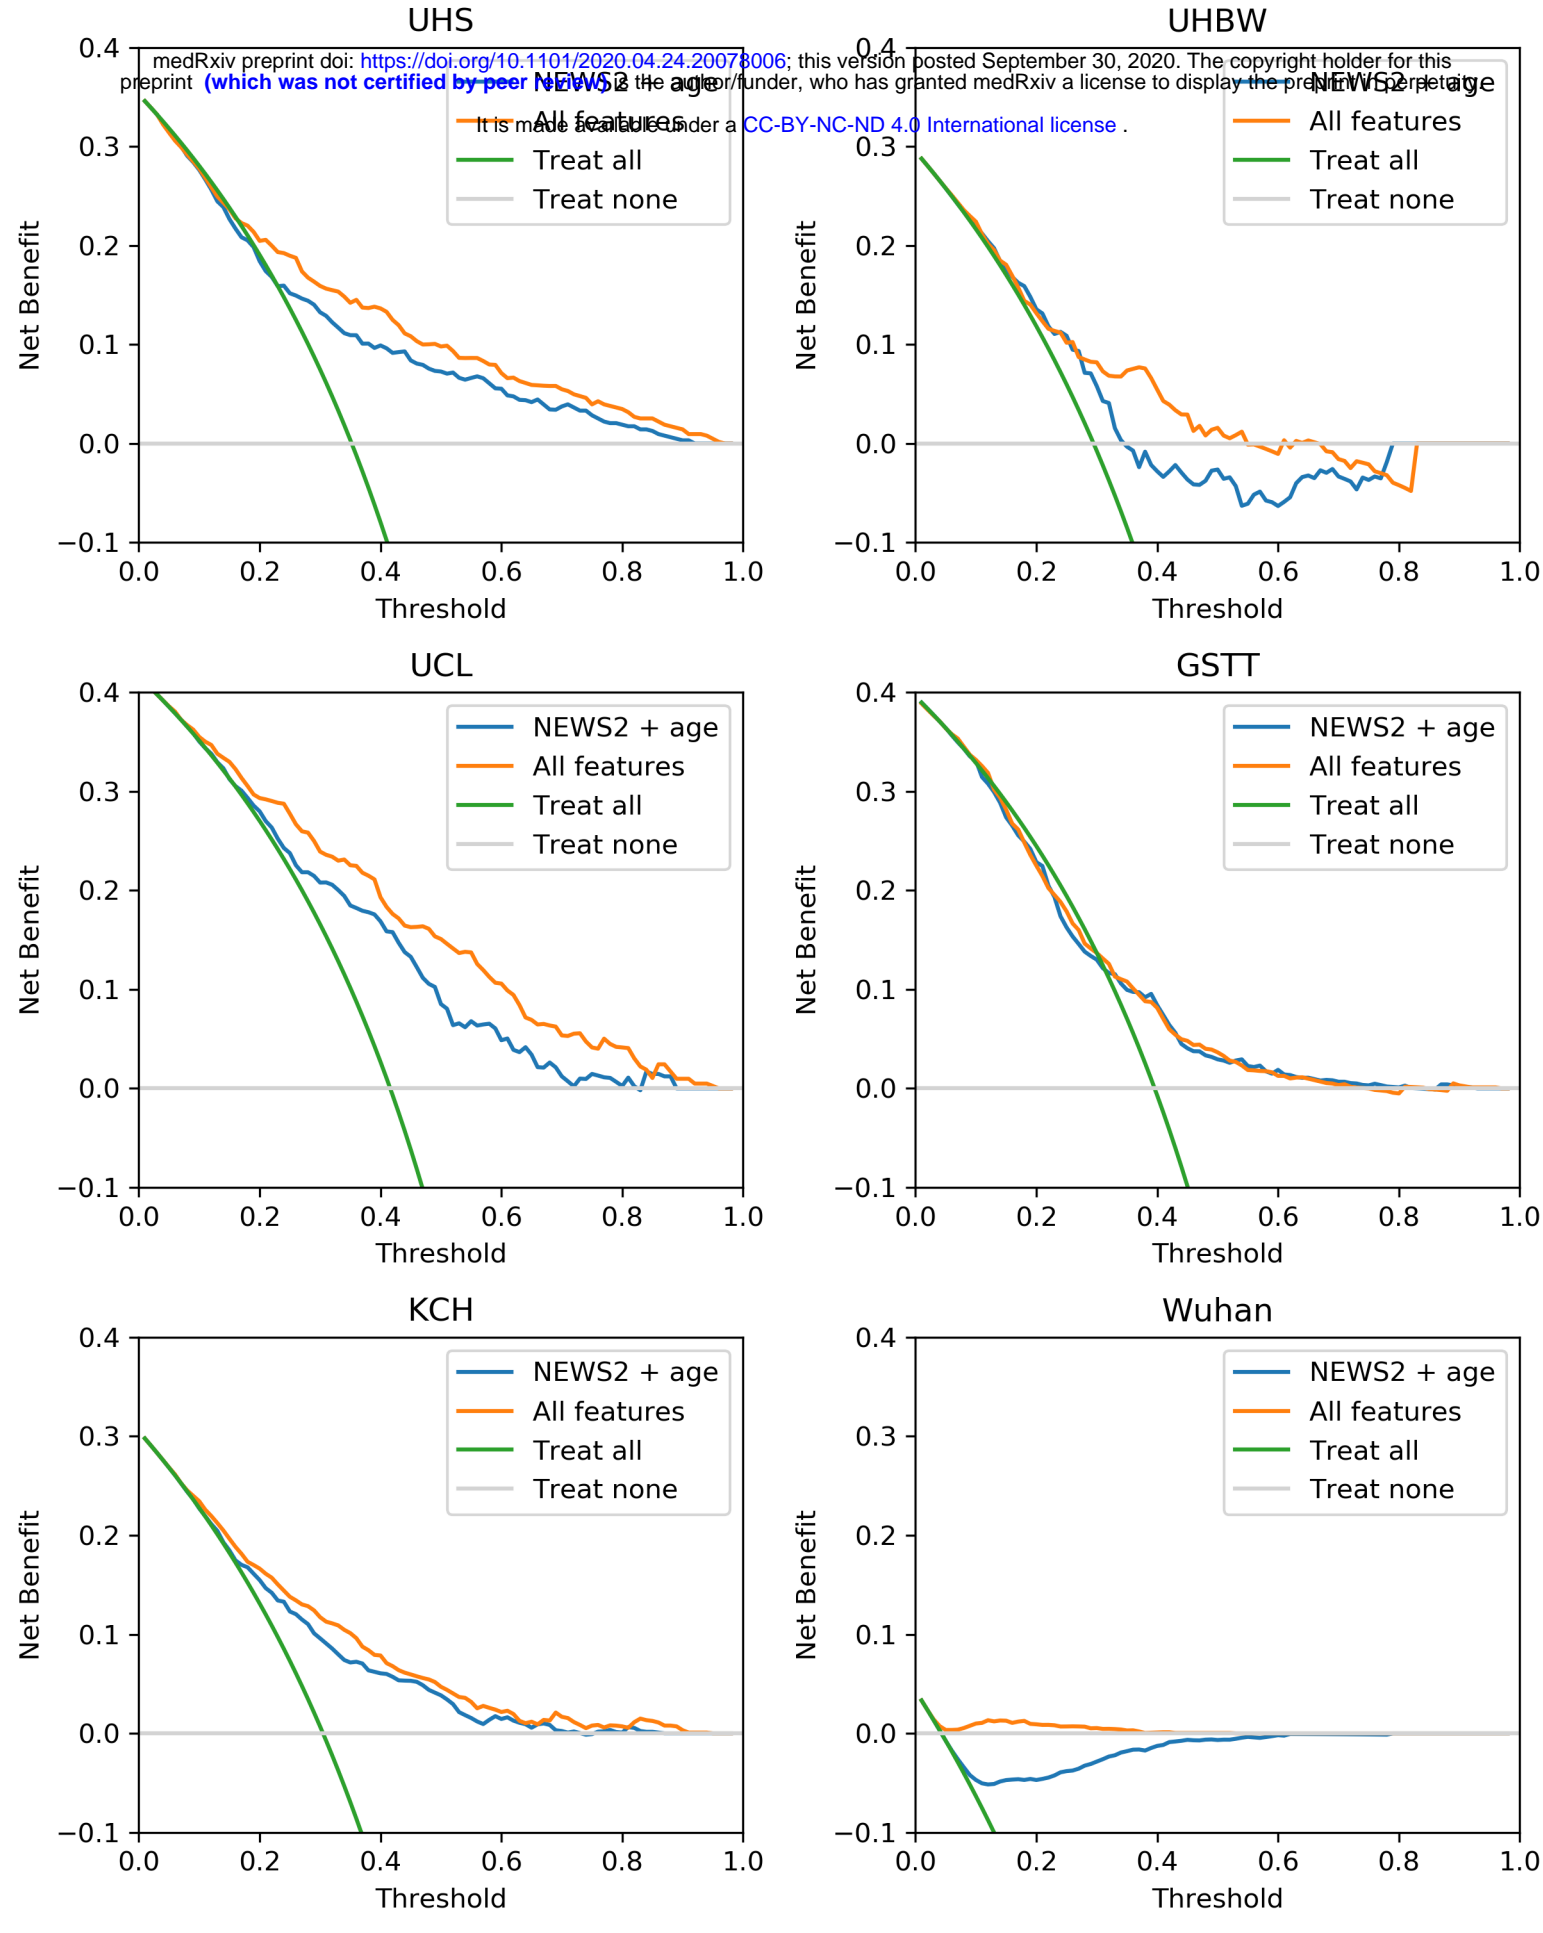 UHS
UHBW
medRxiv preprint doi: https://doi.org/10.1101/2020.04.24.20078006; this version posted September 30, 2020. The copyright holder for this
preprint (which was not certified by peer review) is the author/funder, who has granted medRxiv a license to display the preprint in perpetuity.
It is made available under a CC-BY-NC-ND 4.0 International license .
NEWS2 + age
All features
Treat all
Treat none
0.4
0.3
0.2
0.1
0.0
−0.1
Net Benefit
0.0 0.2 0.4 0.6 0.8 1.0
Threshold
NEWS2 + age
All features
Treat all
Treat none
0.4
0.3
0.2
0.1
0.0
−0.1
Net Benefit
0.0 0.2 0.4 0.6 0.8 1.0
Threshold
UCL
NEWS2 + age
All features
Treat all
Treat none
0.4
0.3
0.2
0.1
0.0
−0.1
Net Benefit
0.0 0.2 0.4 0.6 0.8 1.0
Threshold
GSTT
NEWS2 + age
All features
Treat all
Treat none
0.4
0.3
0.2
0.1
0.0
−0.1
Net Benefit
0.0 0.2 0.4 0.6 0.8 1.0
Threshold
KCH
NEWS2 + age
All features
Treat all
Treat none
0.4
0.3
0.2
0.1
0.0
−0.1
Net Benefit
0.0 0.2 0.4 0.6 0.8 1.0
Threshold
Wuhan
NEWS2 + age
All features
Treat all
Treat none
0.4
0.3
0.2
0.1
0.0
−0.1
Net Benefit
0.0 0.2 0.4 0.6 0.8 1.0
Threshold